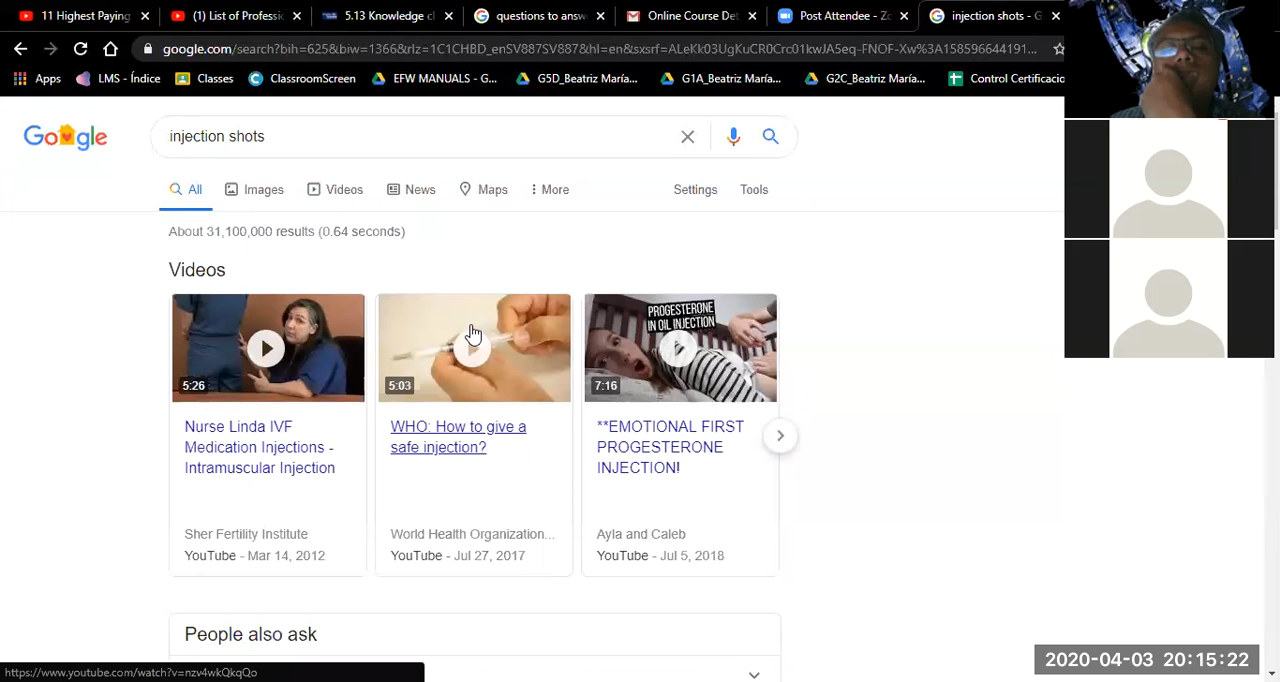 11 Highest Paying
(1) List of Professi
5.13 Knowledge cl
questions to answ
Online Course Det
Post Attendee - Zo
injection shots - G
google.com/search?bih=625&biw=1366&rlz=1C1CHBD_enSV887SV887&hl=en&sxsrf=ALeKk03UgKuCR0Crc01kwJA5eq-FNOF-Xw%3A158596644191...
Apps
LMS - Índice
Classes
ClassroomScreen
EFW MANUALS - G...
G5D_Beatriz María...
G1A_Beatriz María...
G2C_Beatriz María...
Control Certificacio
Google
injection shots
All
Images
Videos
News
Maps
More
Settings
Tools
About 31,100,000 results (0.64 seconds)
Videos
5:26
5:03
PROGESTERONE
IN OIL INJECTION
7:16
Nurse Linda IVF
Medication Injections -
Intramuscular Injection
WHO: How to give a
safe injection?
**EMOTIONAL FIRST
PROGESTERONE
INJECTION!
Sher Fertility Institute
YouTube - Mar 14, 2012
World Health Organization...
YouTube - Jul 27, 2017
Ayla and Caleb
YouTube - Jul 5, 2018
People also ask
https://www.youtube.com/watch?v=nzv4wkQkqQo
2020-04-03 20:15:22